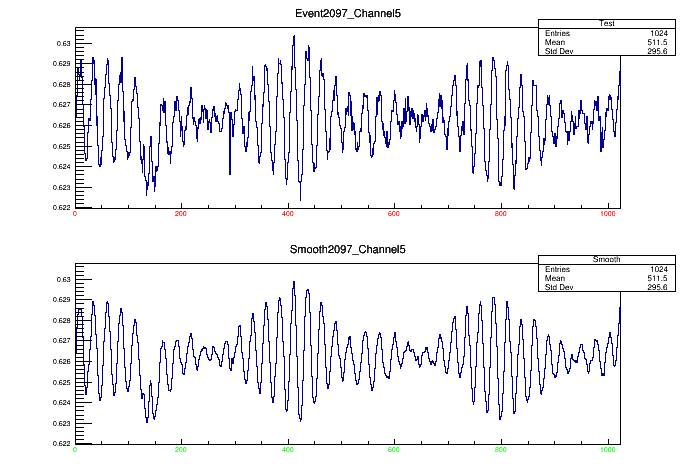 Event2097_Channel5
Test
Entries 1024
Mean 511.5
Std Dev 295.6
0.63
0.629
0.628
0.627
0.626
0.625
0.624
0.623
0.622
0 200 400 600 800 1000
Smooth2097_Channel5
Smooth
Entries 1024
Mean 511.5
Std Dev 295.6
0.63
0.629
0.628
0.627
0.626
0.625
0.624
0.623
0.622
0 200 400 600 800 1000